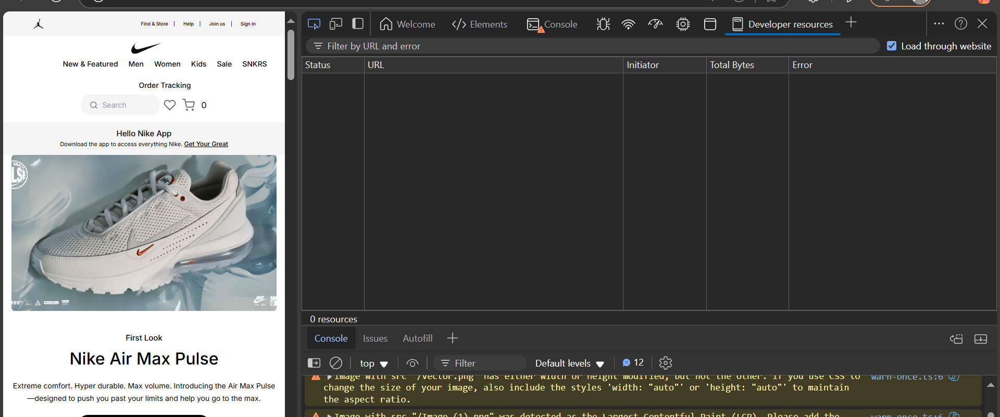 Find & Store | Help | Join us | Sign in
New & Featured Men Women Kids Sale SNKRS
Order Tracking
Search 0
Hello Nike App
Download the app to access everything Nike. Get Your Great
NIKE
AIR MAX
First Look
Nike Air Max Pulse
Extreme comfort. Hyper durable. Max volume. Introducing the Air Max Pulse
—designed to push you past your limits and help you go to the max.
Welcome Elements Console Developer resources
Filter by URL and error Load through website
Status URL Initiator Total Bytes Error
0 resources
Console Issues Autofill
top Filter Default levels 12
Image with src "/vector.png" has either width or height modified, but not the other. If you use CSS to warn-once.ts:6
change the size of your image, also include the styles 'width: "auto"' or 'height: "auto"' to maintain
the aspect ratio.
Image with src "/Image (1).png" was detected as the Largest Contentful Paint (LCP). Please add the warn-once.ts:6